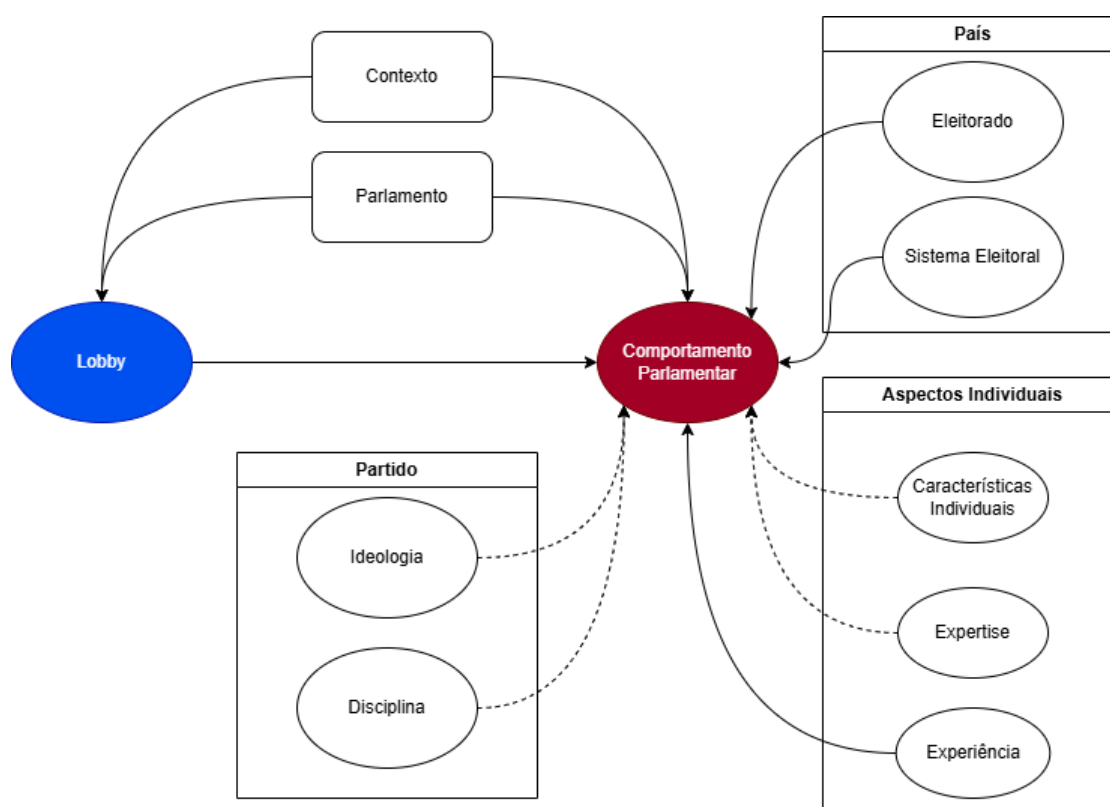 País
Contexto
Eleitorado
Parlamento
Sistema Eleitoral
Lobby
Comportamento
Parlamentar
Aspectos Individuais
Partido
Características
Individuais
Ideologia
Expertise
Disciplina
Experiência